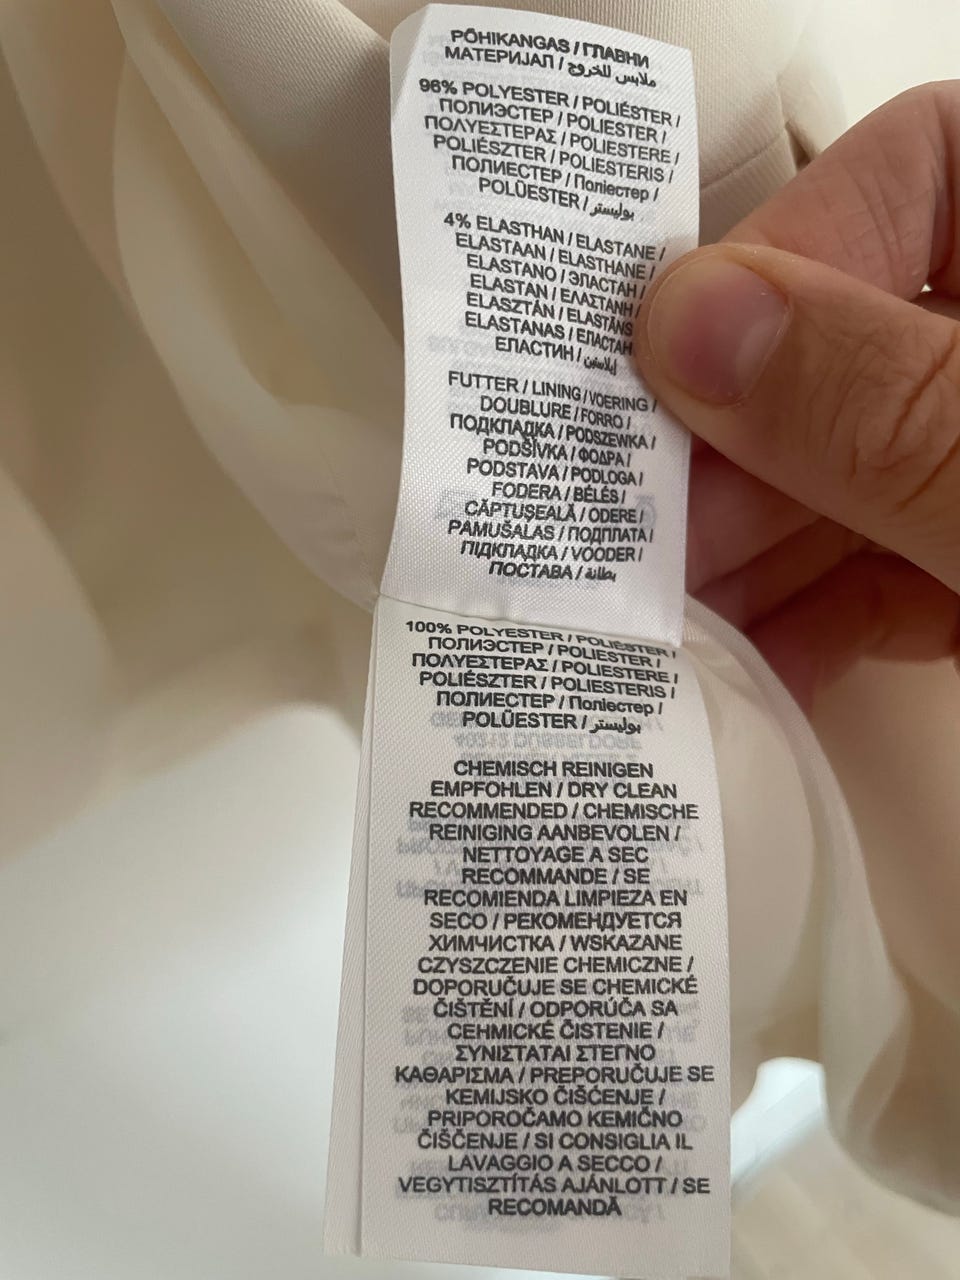 PÕHIKANGAS / ГЛАВНИ
МАТЕРИЈАЛ / ملابس للخروج
96% POLYESTER / POLIÉSTER /
ПОЛИЭСТЕР / POLIESTER /
ΠΟΛΥΕΣΤΕΡΑΣ / POLIESTERE /
POLIÉSZTER / POLIESTERIS /
ПОЛИЕСТЕР / Поліестер /
POLÜESTER / بوليستر
4% ELASTHAN / ELASTANE /
ELASTAAN / ELASTHANE /
ELASTANO / ЭЛАСТАН /
ELASTAN / ΕΛΑΣΤΑΝΗ /
ELASZTÁN / ELASTĀNS
ELASTANAS / ЕЛАСТАН
ЕЛАСТИН / إيلاستين
FUTTER / LINING / VOERING /
DOUBLURE / FORRO /
ПОДКЛАДКА / PODSZEWKA /
PODŠÍVKA / ΦΟΔΡΑ /
PODSTAVA / PODLOGA /
FODERA / BÉLÉS /
CĂPTUȘEALĂ / ODERE /
PAMUŠALAS / ПОДПЛАТА /
ПІДКЛАДКА / VOODER /
ПОСТАВА / بطانة
100% POLYESTER / POLIÉSTER /
ПОЛИЭСТЕР / POLIESTER /
ΠΟΛΥΕΣΤΕΡΑΣ / POLIESTERE /
POLIÉSZTER / POLIESTERIS /
ПОЛИЕСТЕР / Поліестер /
POLÜESTER / بوليستر
CHEMISCH REINIGEN
EMPFOHLEN / DRY CLEAN
RECOMMENDED / CHEMISCHE
REINIGING AANBEVOLEN /
NETTOYAGE A SEC
RECOMMANDE / SE
RECOMIENDA LIMPIEZA EN
SECO / РЕКОМЕНДУЕТСЯ
ХИМЧИСТКА / WSKAZANE
CZYSZCZENIE CHEMICZNE /
DOPORUČUJE SE CHEMICKÉ
ČIŠTĚNÍ / ODPORÚČA SA
CEHMICKÉ ČISTENIE /
ΣΥΝΙΣΤΑΤΑΙ ΣΤΕΓΝΟ
ΚΑΘΑΡΙΣΜΑ / PREPORUČUJE SE
KEMIJSKO ČIŠĆENJE /
PRIPOROČAMO KEMIČNO
ČIŠČENJE / SI CONSIGLIA IL
LAVAGGIO A SECCO /
VEGYTISZTÍTÁS AJÁNLOTT / SE
RECOMANDĂ